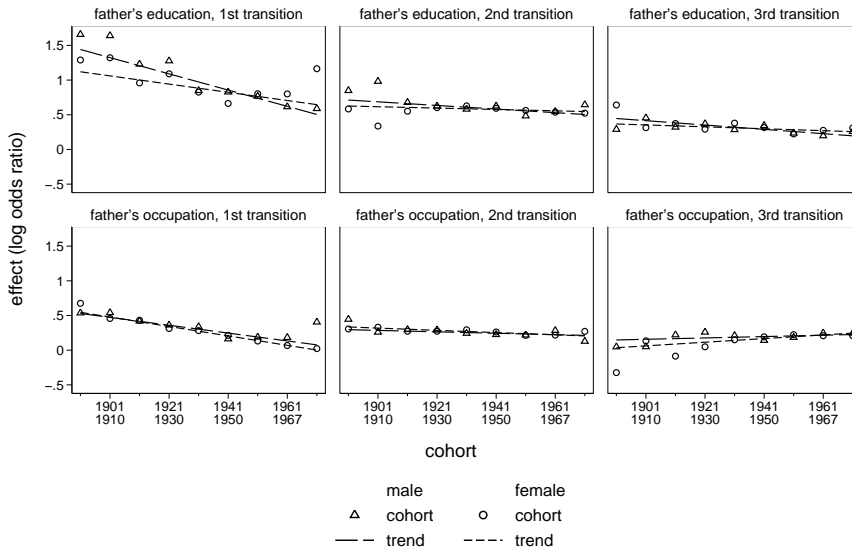 father's education, 1st transition
father's education, 2nd transition
father's education, 3rd transition
1.5
1
.5
0
-.5
father's occupation, 1st transition
father's occupation, 2nd transition
father's occupation, 3rd transition
1.5
1
.5
0
-.5
effect (log odds ratio)
1901 1921 1941 1961 1901 1921 1941 1961 1901 1921 1941 1961
1910 1930 1950 1967 1910 1930 1950 1967 1910 1930 1950 1967
cohort
male female
cohort cohort
trend trend